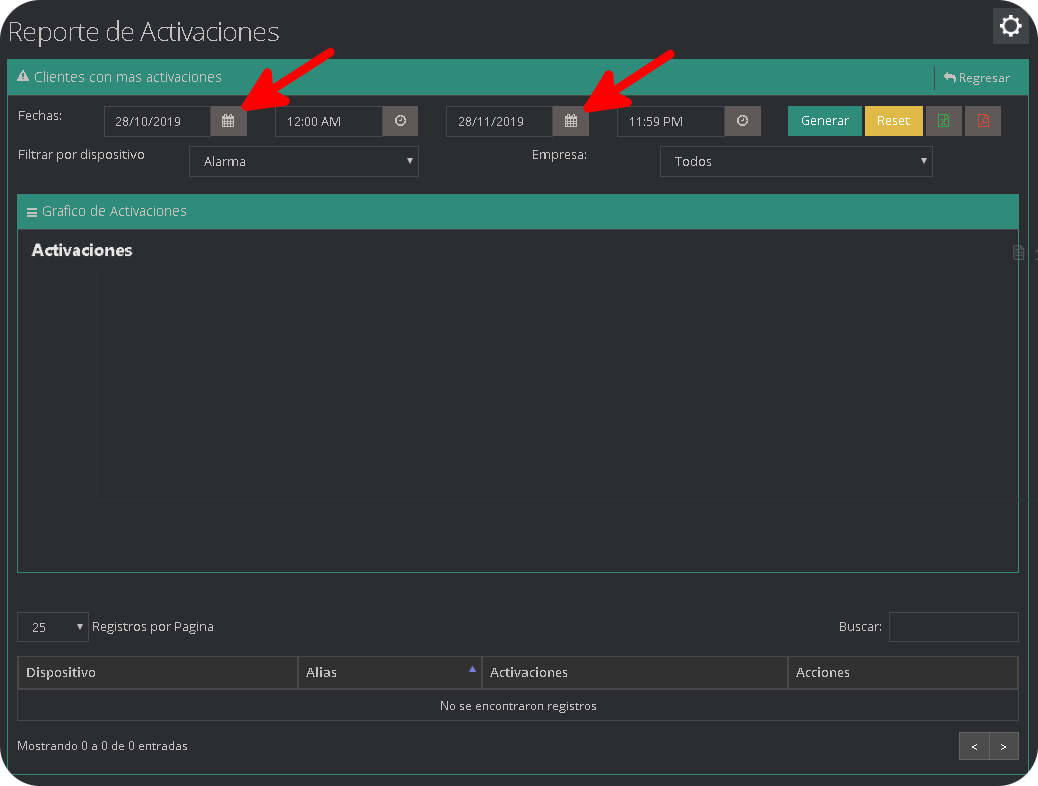 Reporte de Activaciones
Clientes con mas activaciones
Regresar
Fechas:
28/10/2019
12:00 AM
28/11/2019
11:59 PM
Generar
Reset
Filtrar por dispositivo
Alarma
Empresa:
Todos
Grafico de Activaciones
Activaciones
25
Registros por Pagina
Buscar:
Dispositivo
Alias
Activaciones
Acciones
No se encontraron registros
Mostrando 0 a 0 de 0 entradas
<
>